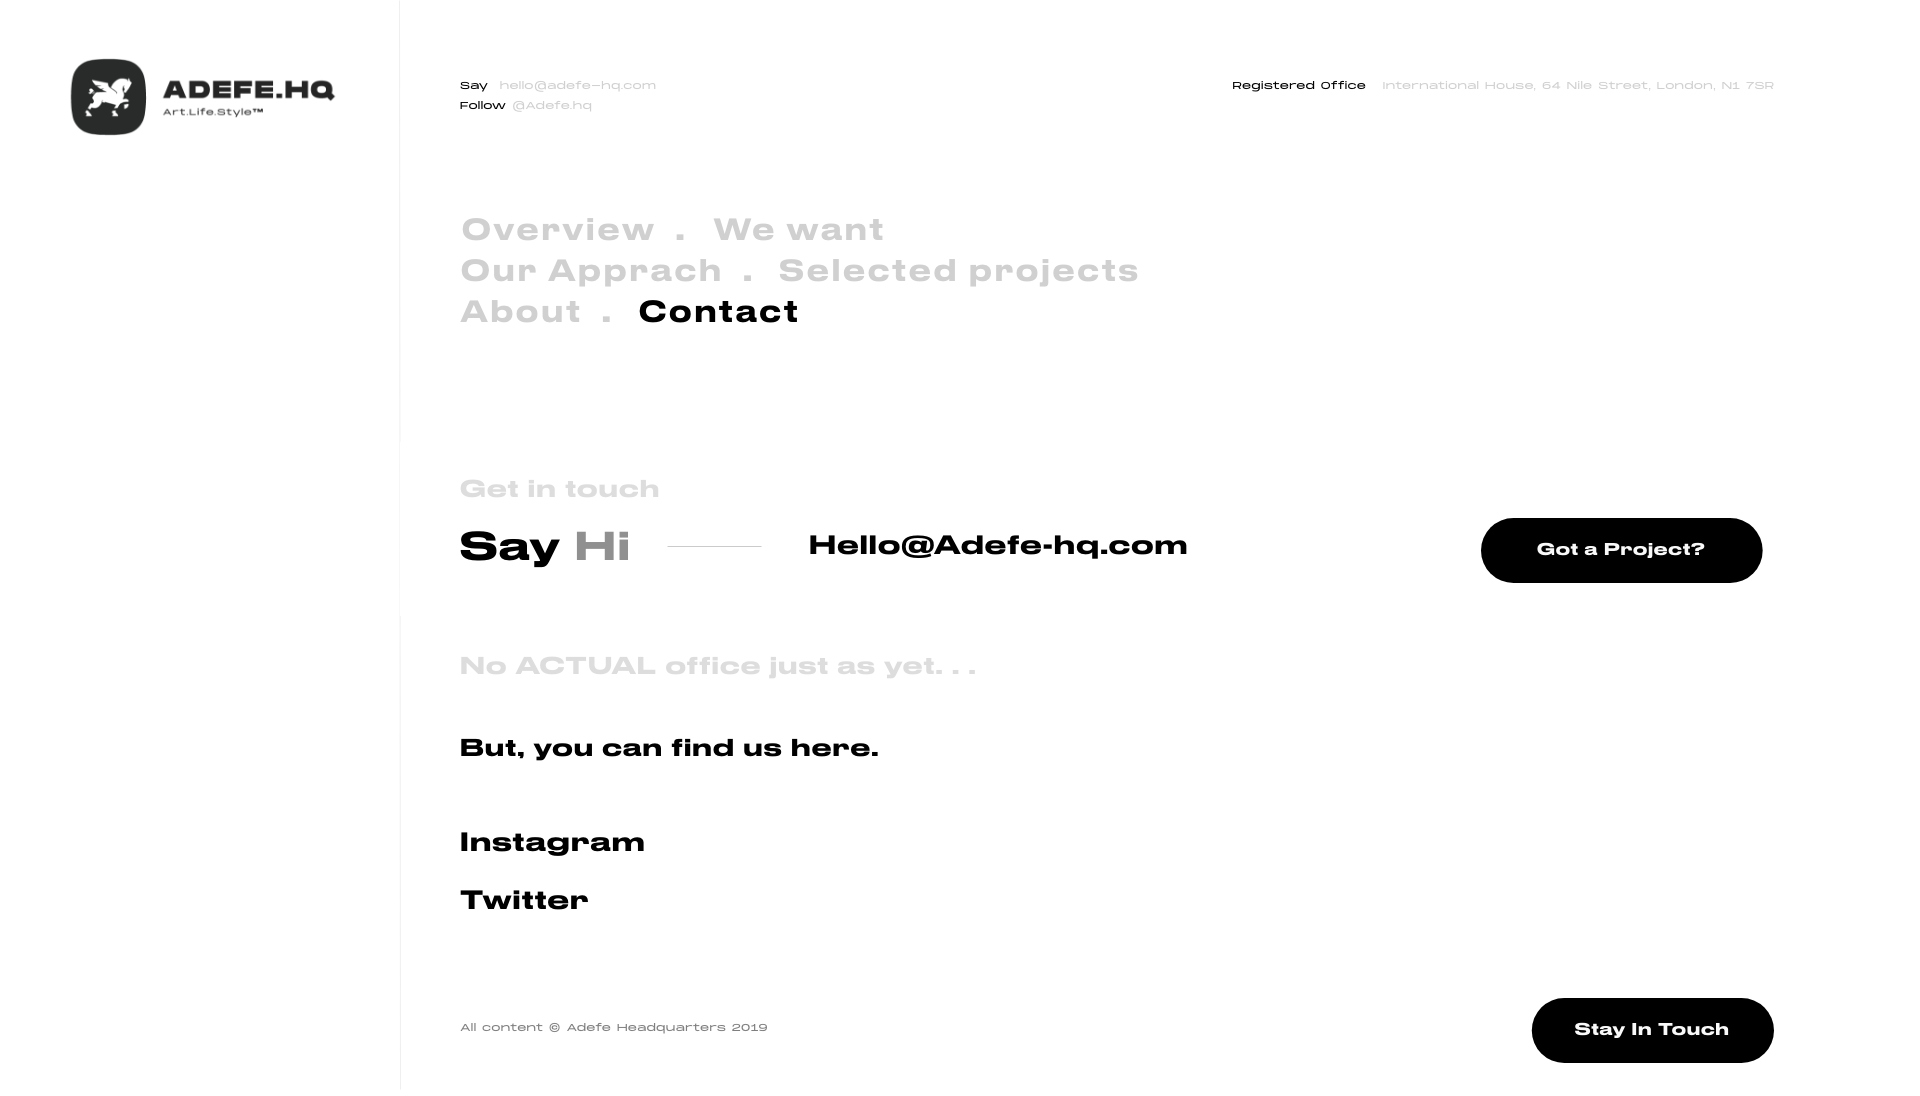 ADEFE.HQ
Art.Life.Style™
Say hello@adefe-hq.com
Follow @Adefe.hq
Registered Office International House, 64 Nile Street, London, N1 7SR
Overview . We want
Our Apprach . Selected projects
About . Contact
Get in touch
Say Hi
Hello@Adefe-hq.com
Got a Project?
No ACTUAL office just as yet. . .
But, you can find us here.
Instagram
Twitter
All content © Adefe Headquarters 2019
Stay In Touch